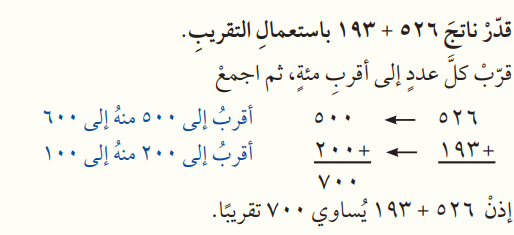 قدّرْ ناتجَ ٥٢٦ + ١٩٣ باستعمالِ التقريبِ.
قرّبْ كلَّ عددٍ إلى أقربِ مئةٍ، ثم اجمعْ
٥٢٦ ← ٥٠٠ أقربُ إلى ٥٠٠ منهُ إلى ٦٠٠
+١٩٣ ← +٢٠٠ أقربُ إلى ٢٠٠ منهُ إلى ١٠٠
٧٠٠
إذنْ ٥٢٦ + ١٩٣ يُساوي ٧٠٠ تقريبًا.